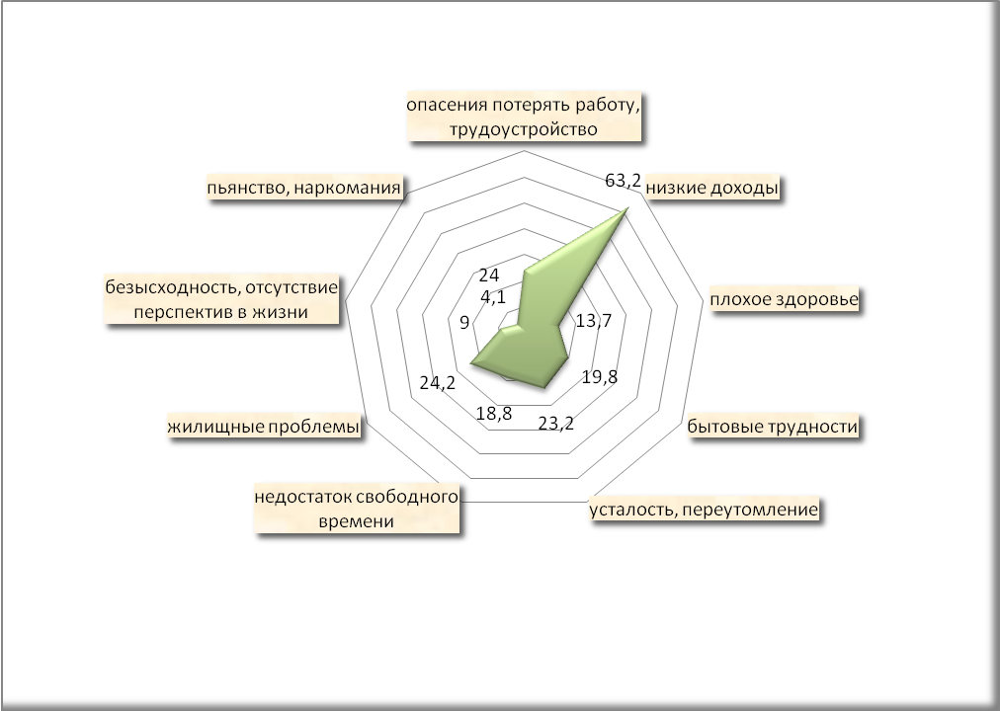 опасения потерять работу,
трудоустройство
63,2
низкие доходы
пьянство, наркомания
24
4,1
безысходность, отсутствие
перспектив в жизни
9
13,7
плохое здоровье
24,2
19,8
18,8
23,2
жилищные проблемы
бытовые трудности
недостаток свободного
времени
усталость, переутомление